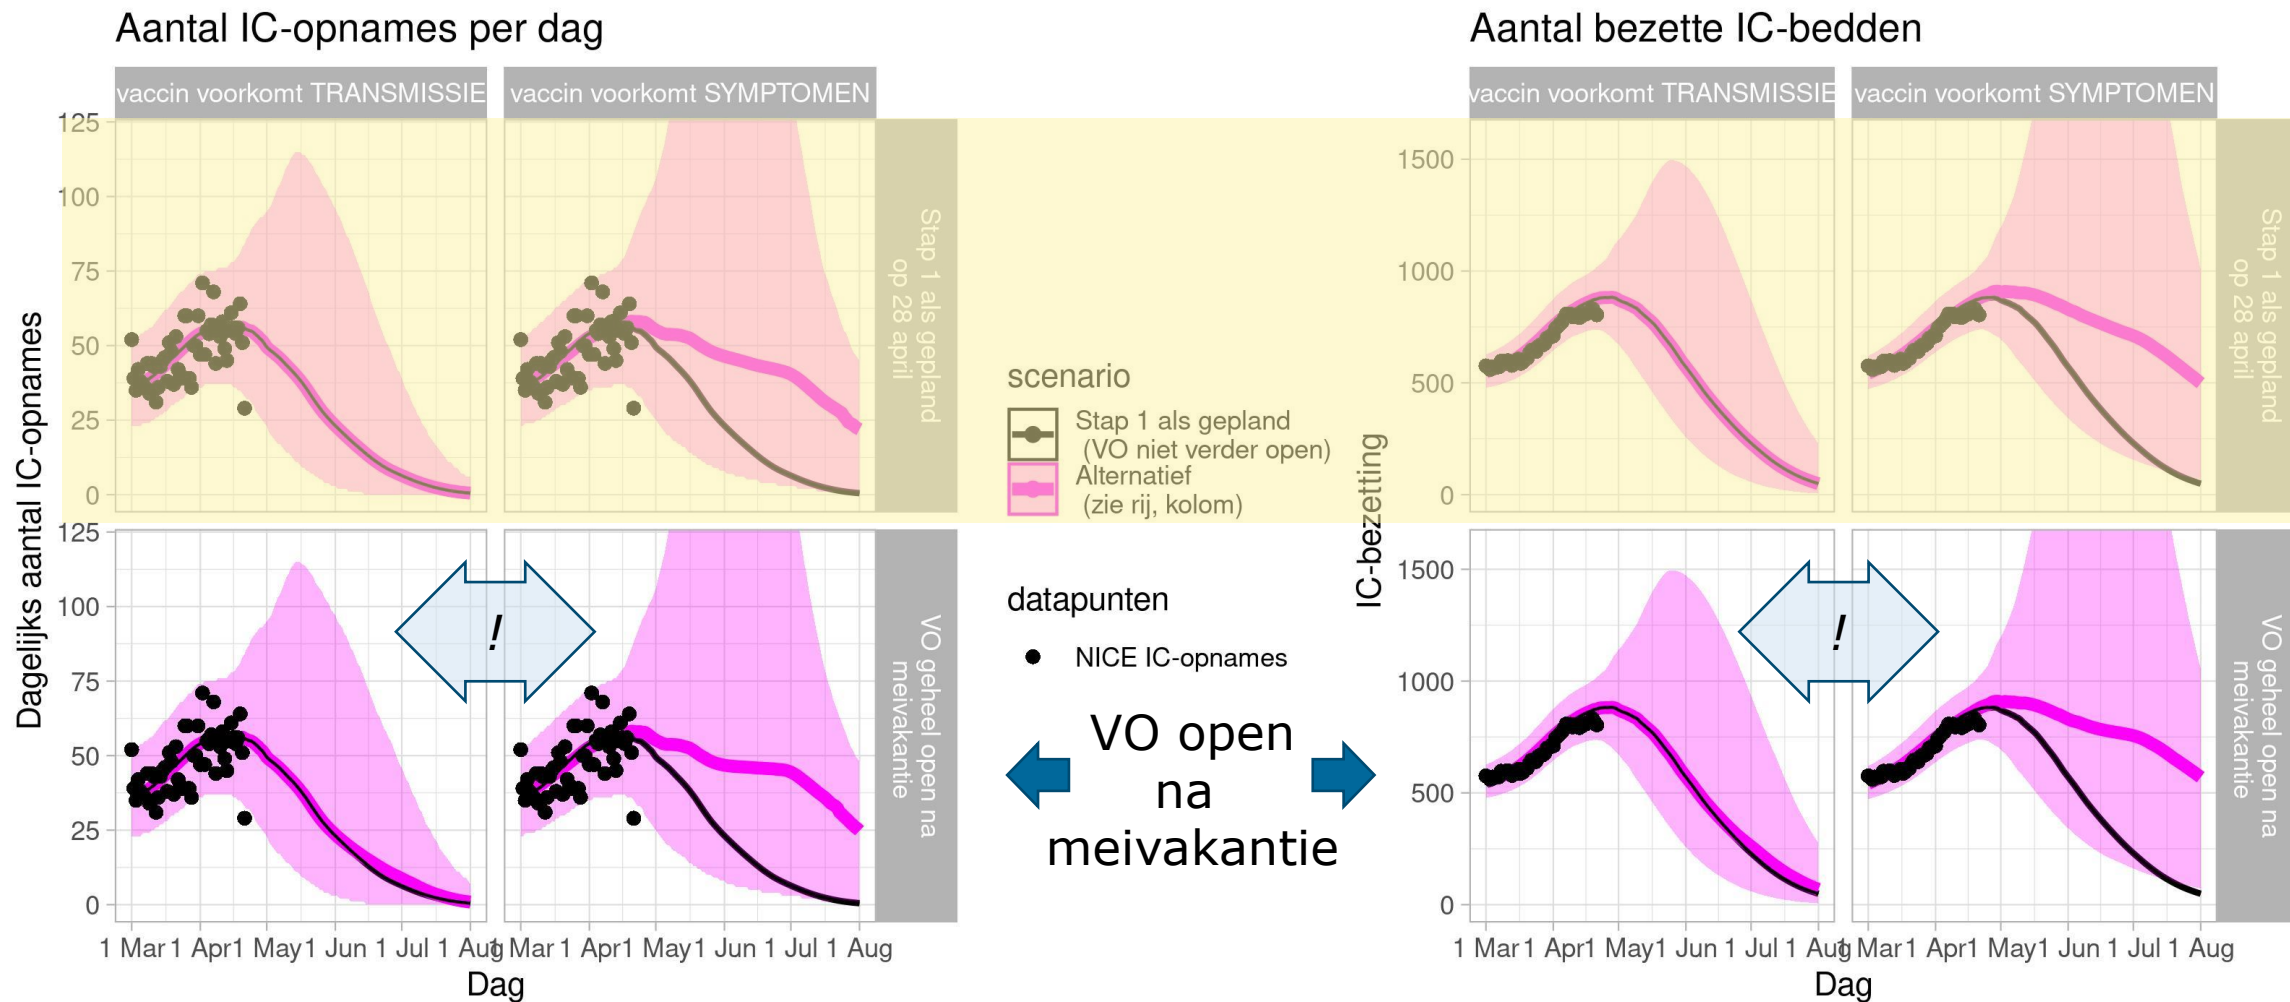 Aantal IC-opnames per dag
vaccin voorkomt TRANSMISSIE
vaccin voorkomt SYMPTOMEN
Dagelijks aantal IC-opnames
125
100
75
50
25
0
Stap 1 als gepland
op 28 april
125
100
75
50
25
0
!
VO geheel open na
meivakantie
1 Mar 1 Apr 1 May 1 Jun 1 Jul 1 Aug
1 Mar 1 Apr 1 May 1 Jun 1 Jul 1 Aug
Dag
scenario
Stap 1 als gepland
(VO niet verder open)
Alternatief
(zie rij, kolom)
datapunten
NICE IC-opnames
VO open
na
meivakantie
Aantal bezette IC-bedden
vaccin voorkomt TRANSMISSIE
vaccin voorkomt SYMPTOMEN
IC-bezetting
1500
1000
500
0
Stap 1 als gepland
op 28 april
1500
1000
500
0
!
VO geheel open na
meivakantie
1 Mar 1 Apr 1 May 1 Jun 1 Jul 1 Aug
1 Mar 1 Apr 1 May 1 Jun 1 Jul 1 Aug
Dag